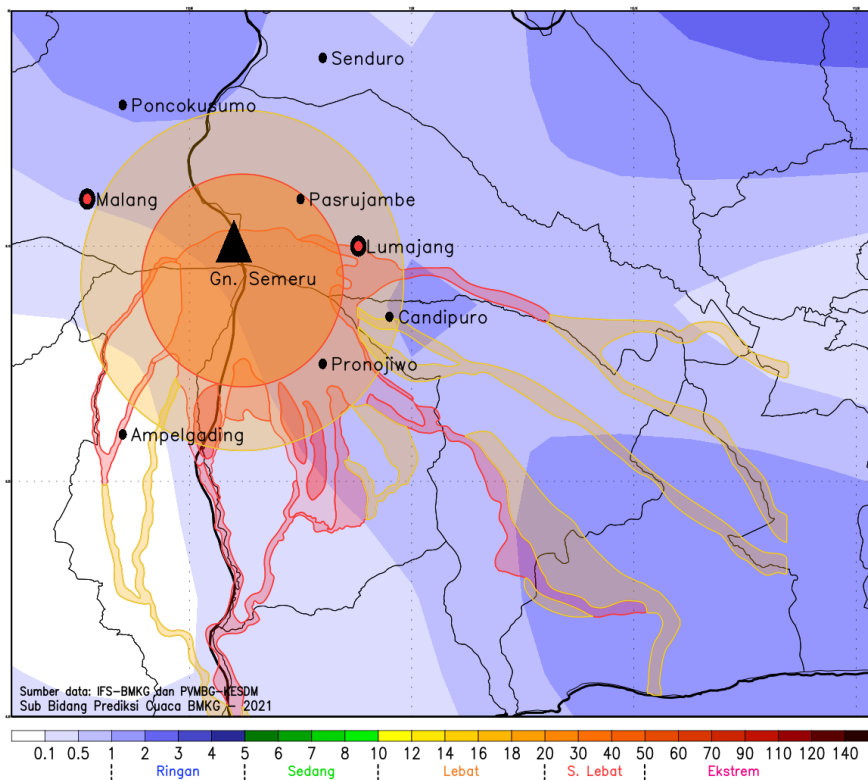 Senduro
Poncokusumo
Malang
Pasrujambe
Lumajang
Gn. Semeru
Candipuro
Pronojiwo
Ampelgading
Sumber data: IFS-BMKG dan PVMBG-KESDM
Sub Bidang Prediksi Cuaca BMKG - 2021
0.1 0.5 1 2 3 4 5 6 7 8 10 12 14 16 18 20 30 40 50 60 70 90 110 120 140
Ringan Sedang Lebat S. Lebat Ekstrem